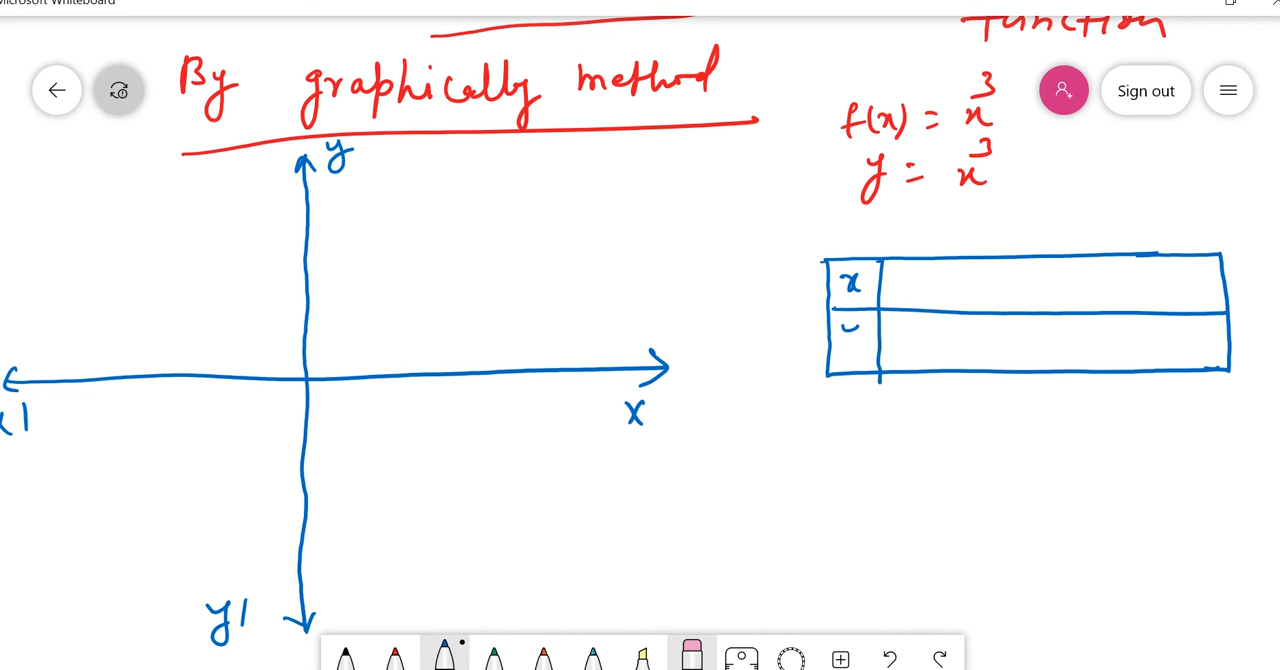 Microsoft Whiteboard
function
By graphically method
Sign out
f(x) = x³
y = x³
y
x
x
y'